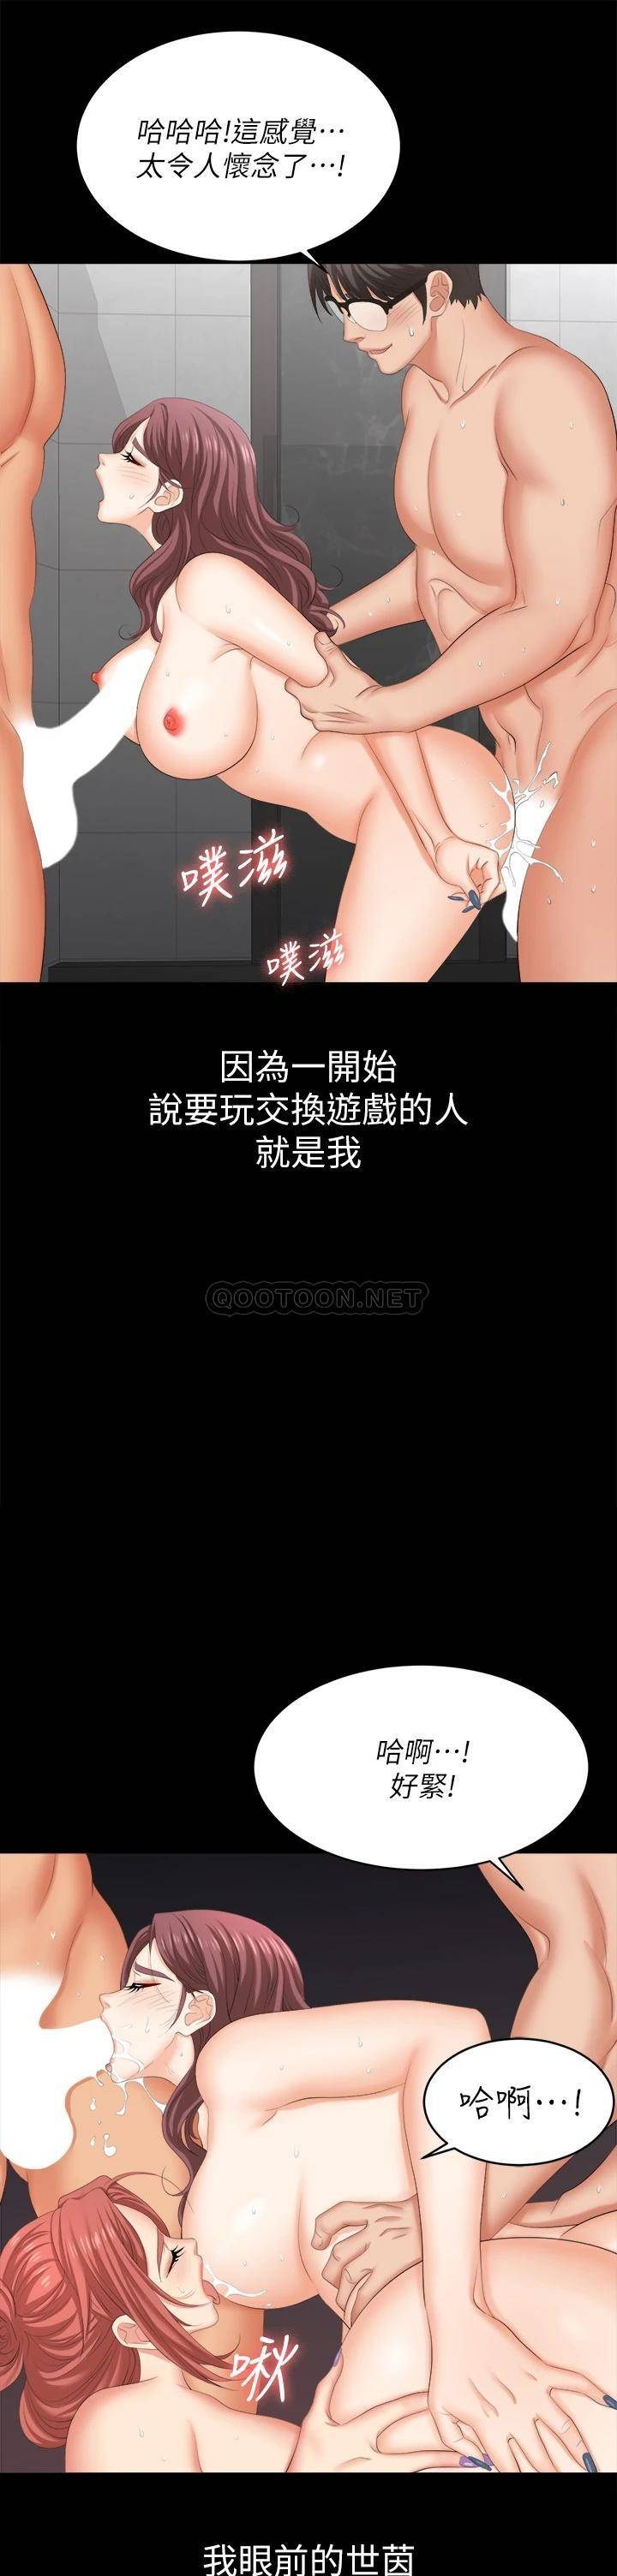 哈哈哈!這感覺⋯
太令人懷念了⋯!
噗滋
噗滋
因為一開始
說要玩交換遊戲的人
就是我
QOOTOON.NET
哈啊⋯!
好緊!
哈啊⋯!
啾
我眼前的世茵